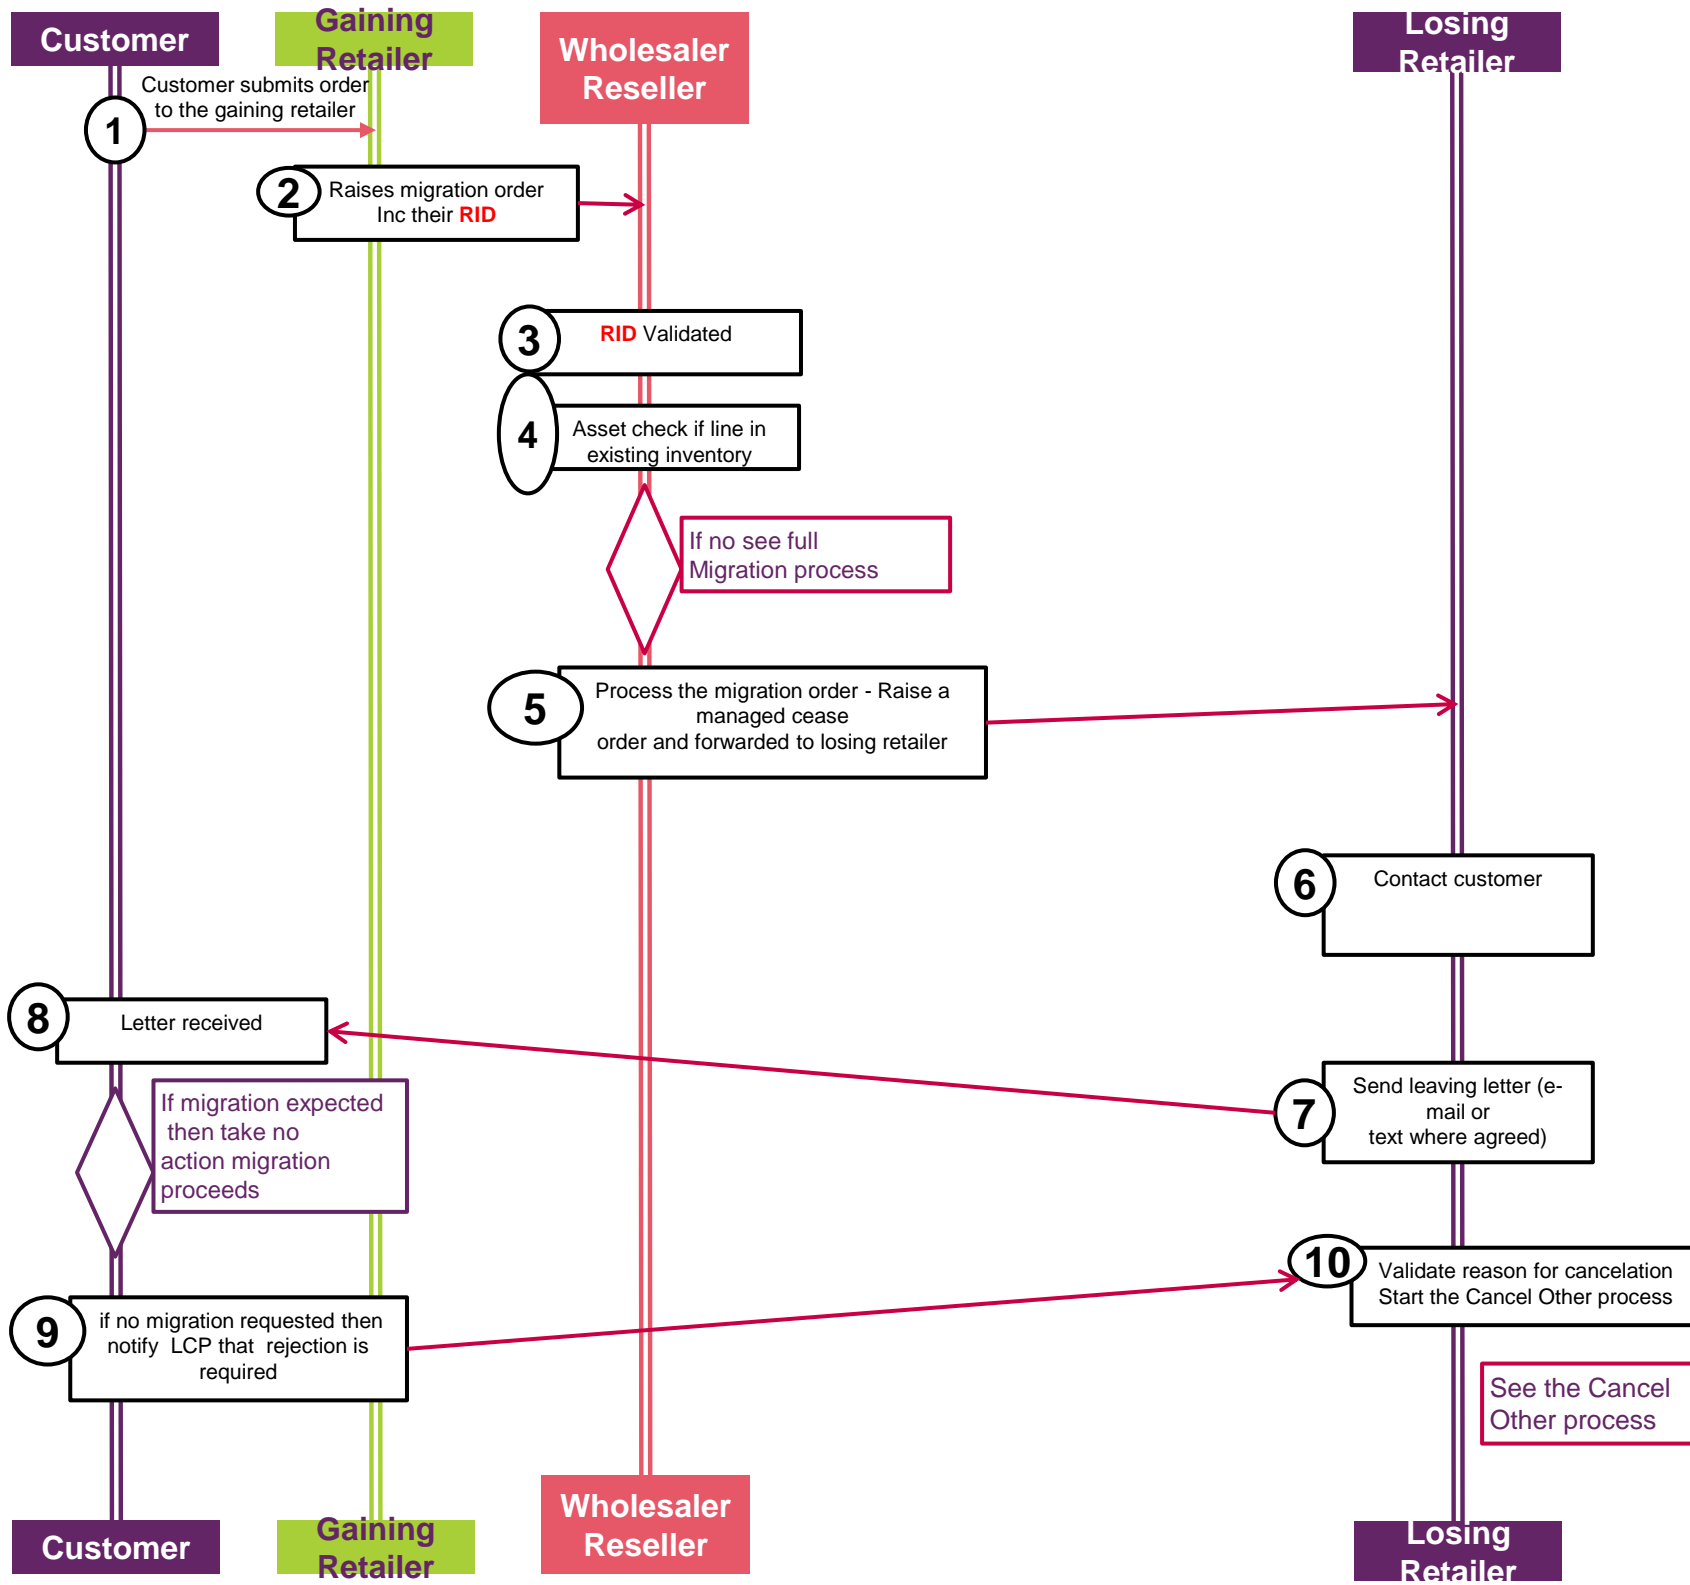 Customer
Gaining
Retailer
Wholesaler
Reseller
Losing
Retailer
Customer submits order
to the gaining retailer
1
2
Raises migration order
Inc their RID
3
RID Validated
4
Asset check if line in
existing inventory
If no see full
Migration process
5
Process the migration order - Raise a
managed cease
order and forwarded to losing retailer
6
Contact customer
8
Letter received
7
Send leaving letter (e-
mail or
text where agreed)
If migration expected
then take no
action migration
proceeds
10
Validate reason for cancelation
Start the Cancel Other process
9
if no migration requested then
notify LCP that rejection is
required
See the Cancel
Other process
Customer
Gaining
Retailer
Wholesaler
Reseller
Losing
Retailer